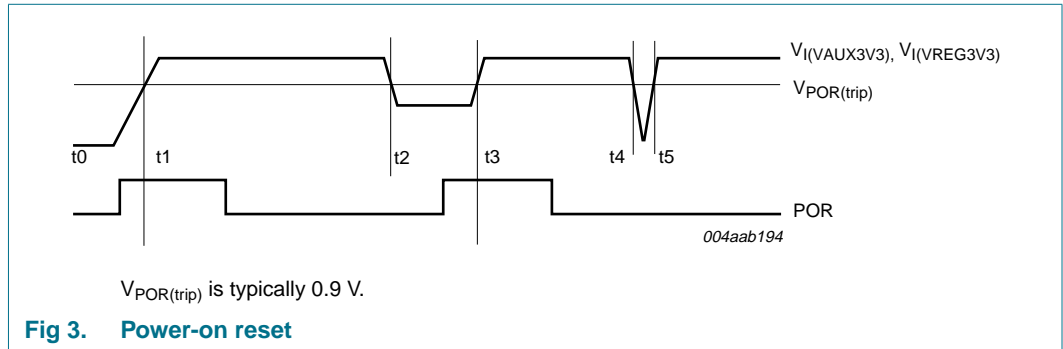 VI(VAUX3V3), VI(VREG3V3)
VPOR(trip)
t0 t1 t2 t3 t4 t5
POR
004aab194
VPOR(trip) is typically 0.9 V.
Fig 3. Power-on reset